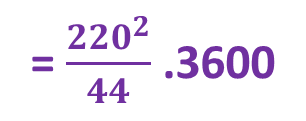 = 220² / 44 .3600